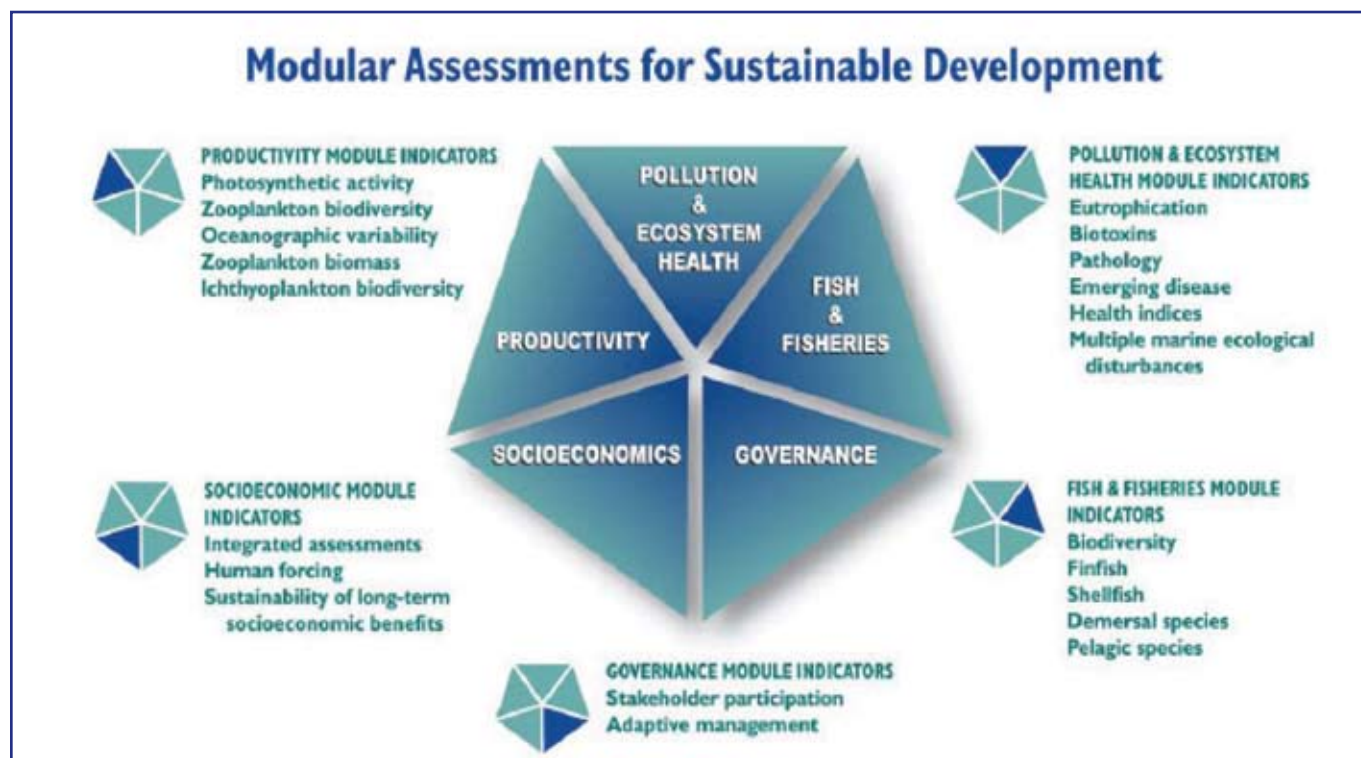 Modular Assessments for Sustainable Development
PRODUCTIVITY MODULE INDICATORS
Photosynthetic activity
Zooplankton biodiversity
Oceanographic variability
Zooplankton biomass
Ichthyoplankton biodiversity
POLLUTION
&
ECOSYSTEM
HEALTH
FISH
&
FISHERIES
PRODUCTIVITY
SOCIOECONOMICS
GOVERNANCE
POLLUTION & ECOSYSTEM
HEALTH MODULE INDICATORS
Eutrophication
Biotoxins
Pathology
Emerging disease
Health indices
Multiple marine ecological
disturbances
SOCIOECONOMIC MODULE
INDICATORS
Integrated assessments
Human forcing
Sustainability of long-term
socioeconomic benefits
FISH & FISHERIES MODULE
INDICATORS
Biodiversity
Finfish
Shellfish
Demersal species
Pelagic species
GOVERNANCE MODULE INDICATORS
Stakeholder participation
Adaptive management